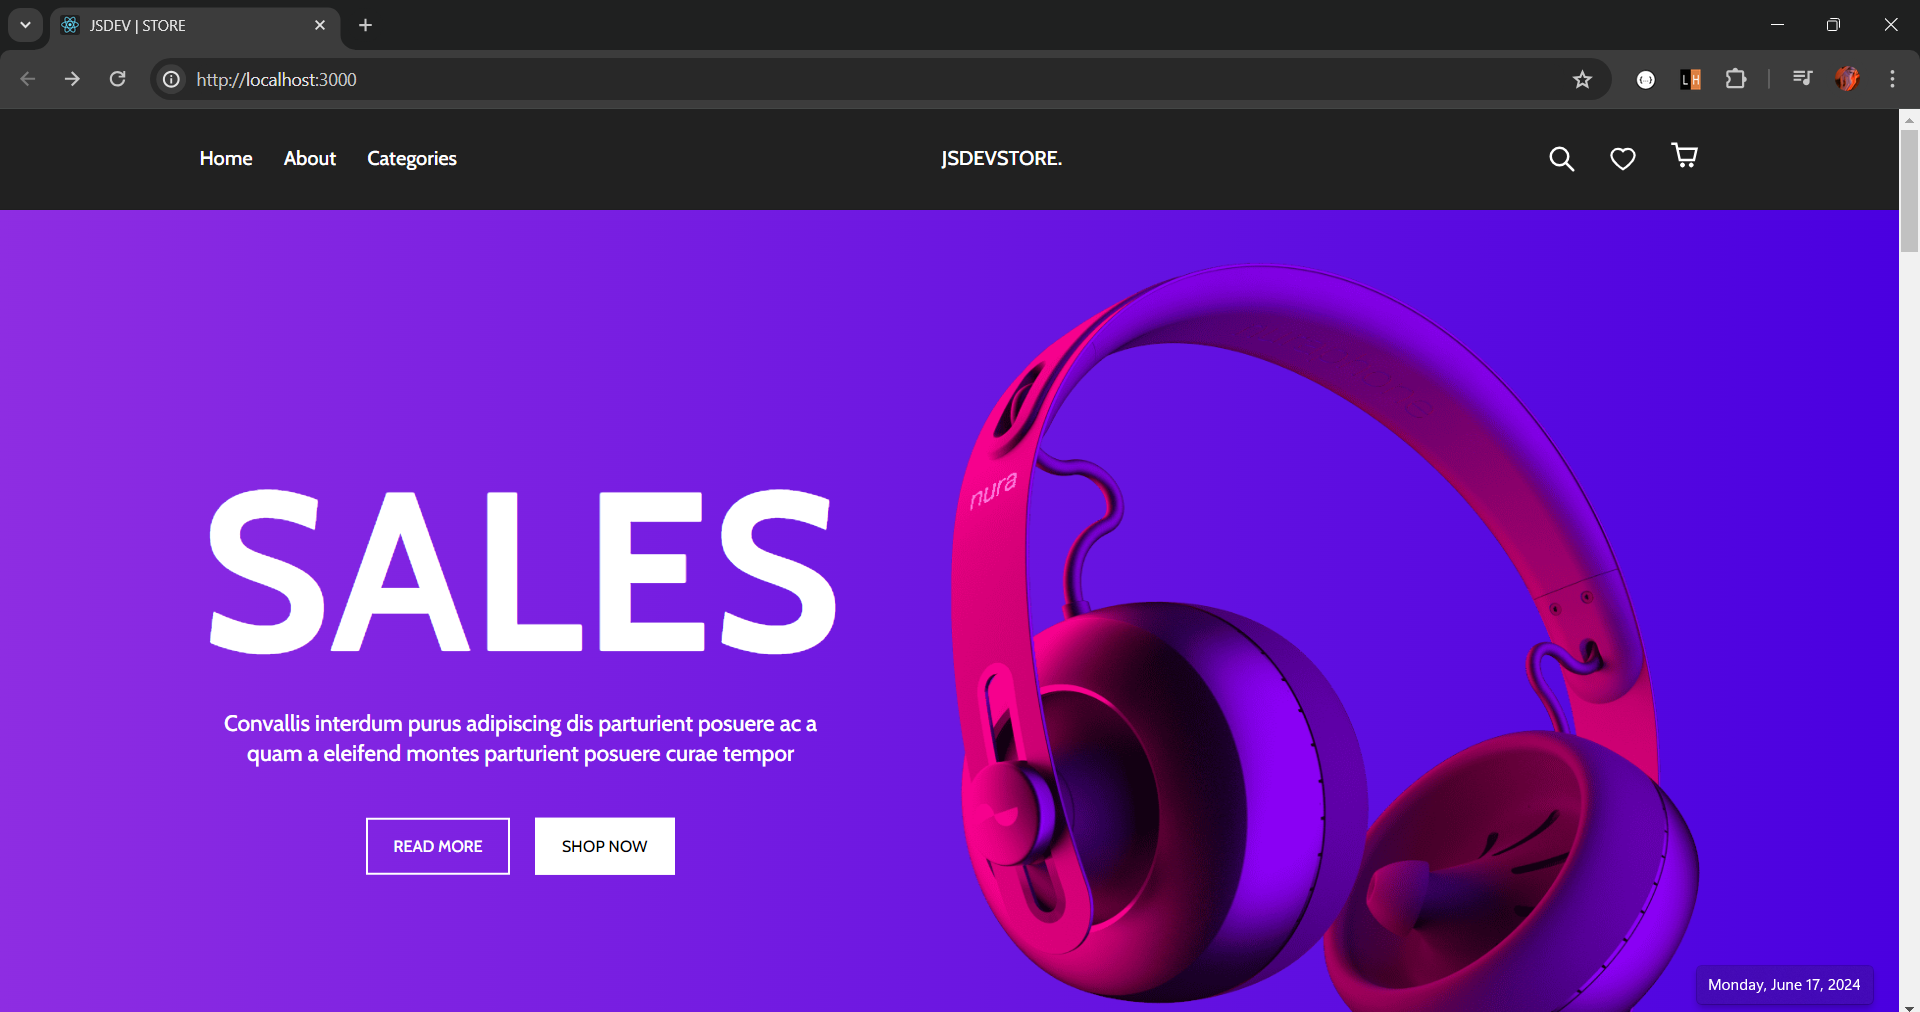 JSDEV | STORE
http://localhost:3000
L H
Home About Categories
JSDEVSTORE.
nura
SALES
Convallis interdum purus adipiscing dis parturient posuere ac a
quam a eleifend montes parturient posuere curae tempor
READ MORE SHOP NOW
Monday, June 17, 2024